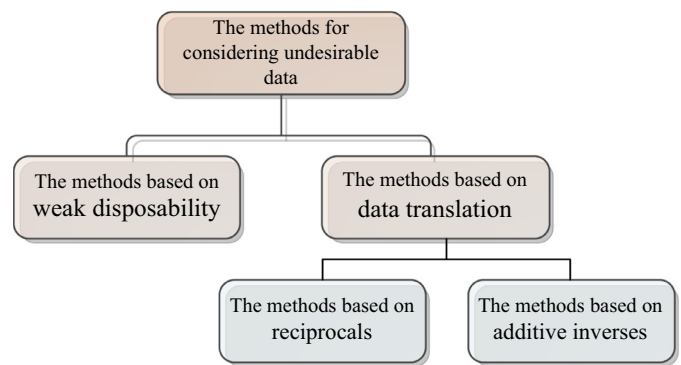 The methods for
considering undesirable
data
The methods based on
weak disposability
The methods based on
data translation
The methods based on
reciprocals
The methods based on
additive inverses